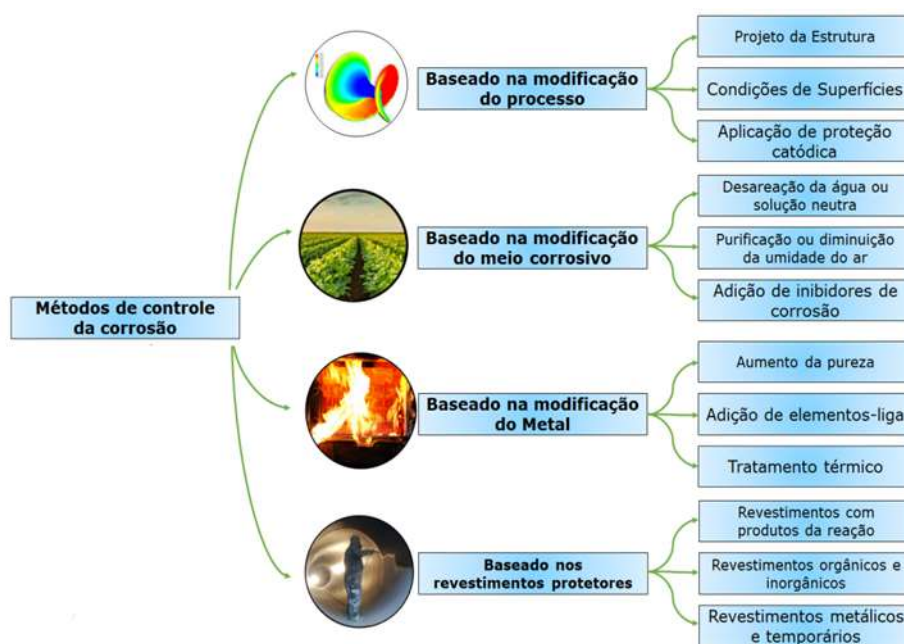 Métodos de controle
da corrosão
Baseado na modificação
do processo
Projeto da Estrutura
Condições de Superfícies
Aplicação de proteção
catódica
Baseado na modificação
do meio corrosivo
Desareação da água ou
solução neutra
Purificação ou diminuição
da umidade do ar
Adição de inibidores de
corrosão
Baseado na modificação
do Metal
Aumento da pureza
Adição de elementos-liga
Tratamento térmico
Baseado nos
revestimentos protetores
Revestimentos com
produtos da reação
Revestimentos orgânicos e
inorgânicos
Revestimentos metálicos
e temporários